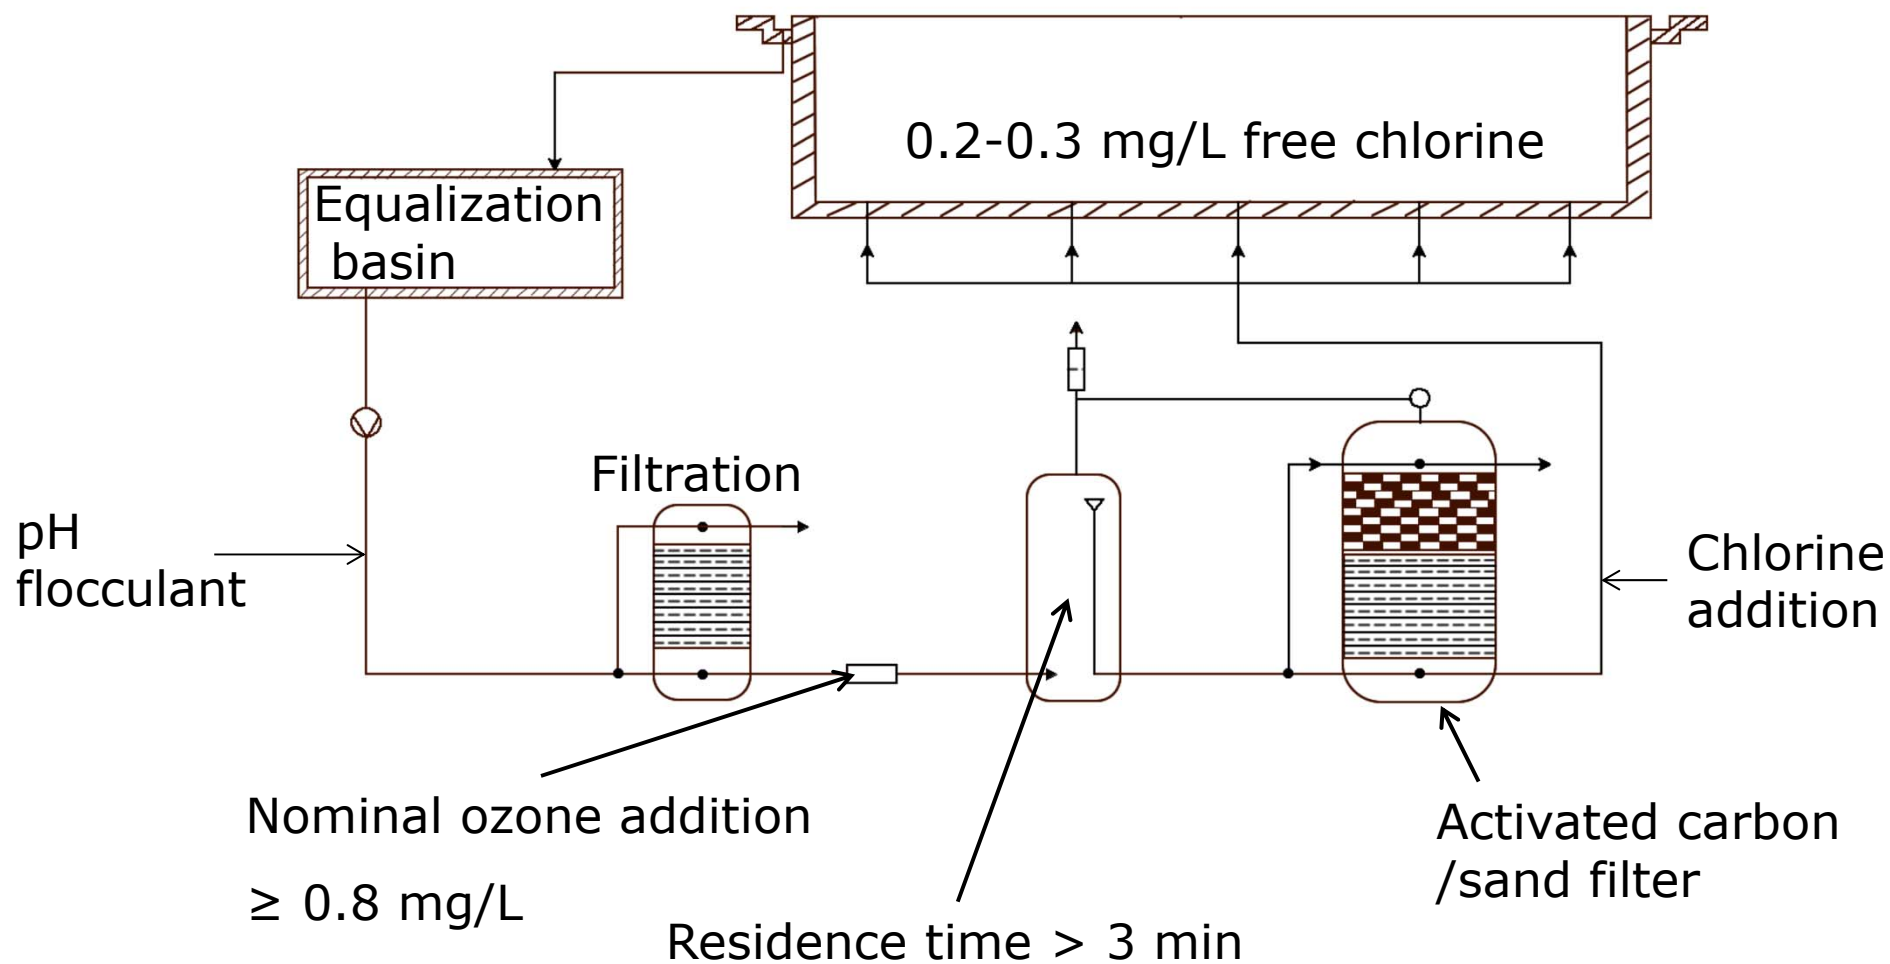 0.2-0.3 mg/L free chlorine
Equalization
basin
Filtration
pH
flocculant
Chlorine
addition
Nominal ozone addition
≥ 0.8 mg/L
Activated carbon
/sand filter
Residence time > 3 min